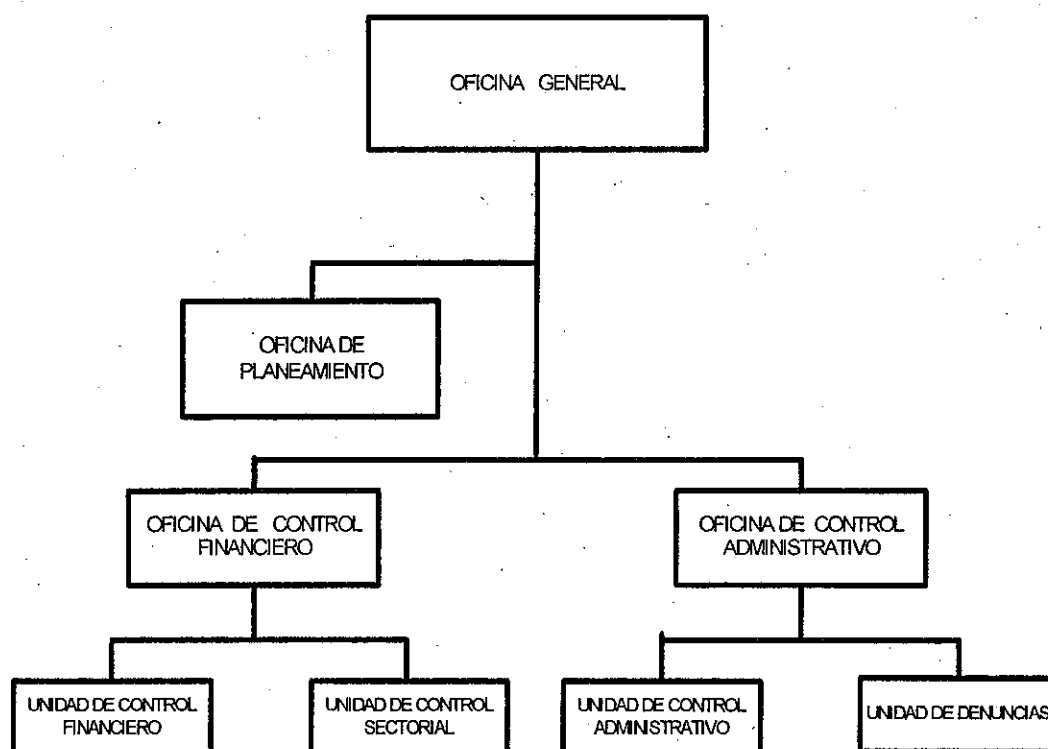 OFICINA GENERAL
OFICINA DE
PLANEAMIENTO
OFICINA DE CONTROL
FINANCIERO
OFICINA DE CONTROL
ADMINISTRATIVO
UNIDAD DE CONTROL
FINANCIERO
UNIDAD DE CONTROL
SECTORIAL
UNIDAD DE CONTROL
ADMINISTRATIVO
UNIDAD DE DENUNCIAS